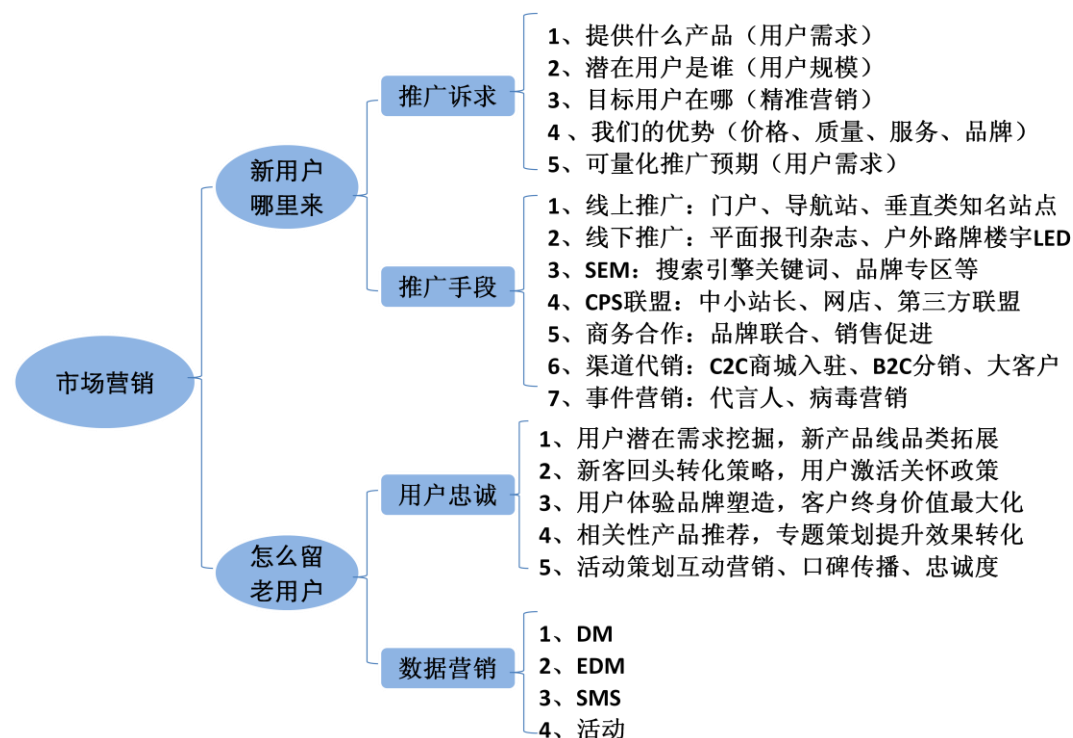 市场营销
新用户
哪里来
推广诉求
1、提供什么产品（用户需求）
2、潜在用户是谁（用户规模）
3、目标用户在哪（精准营销）
4 、我们的优势（价格、质量、服务、品牌）
5、可量化推广预期（用户需求）
推广手段
1、线上推广：门户、导航站、垂直类知名站点
2、线下推广：平面报刊杂志、户外路牌楼宇LED
3、SEM：搜索引擎关键词、品牌专区等
4、CPS联盟：中小站长、网店、第三方联盟
5、商务合作：品牌联合、销售促进
6、渠道代销：C2C商城入驻、B2C分销、大客户
7、事件营销：代言人、病毒营销
怎么留
老用户
用户忠诚
1、用户潜在需求挖掘，新产品线品类拓展
2、新客回头转化策略，用户激活关怀政策
3、用户体验品牌塑造，客户终身价值最大化
4、相关性产品推荐，专题策划提升效果转化
5、活动策划互动营销、口碑传播、忠诚度
数据营销
1、DM
2、EDM
3、SMS
4、活动